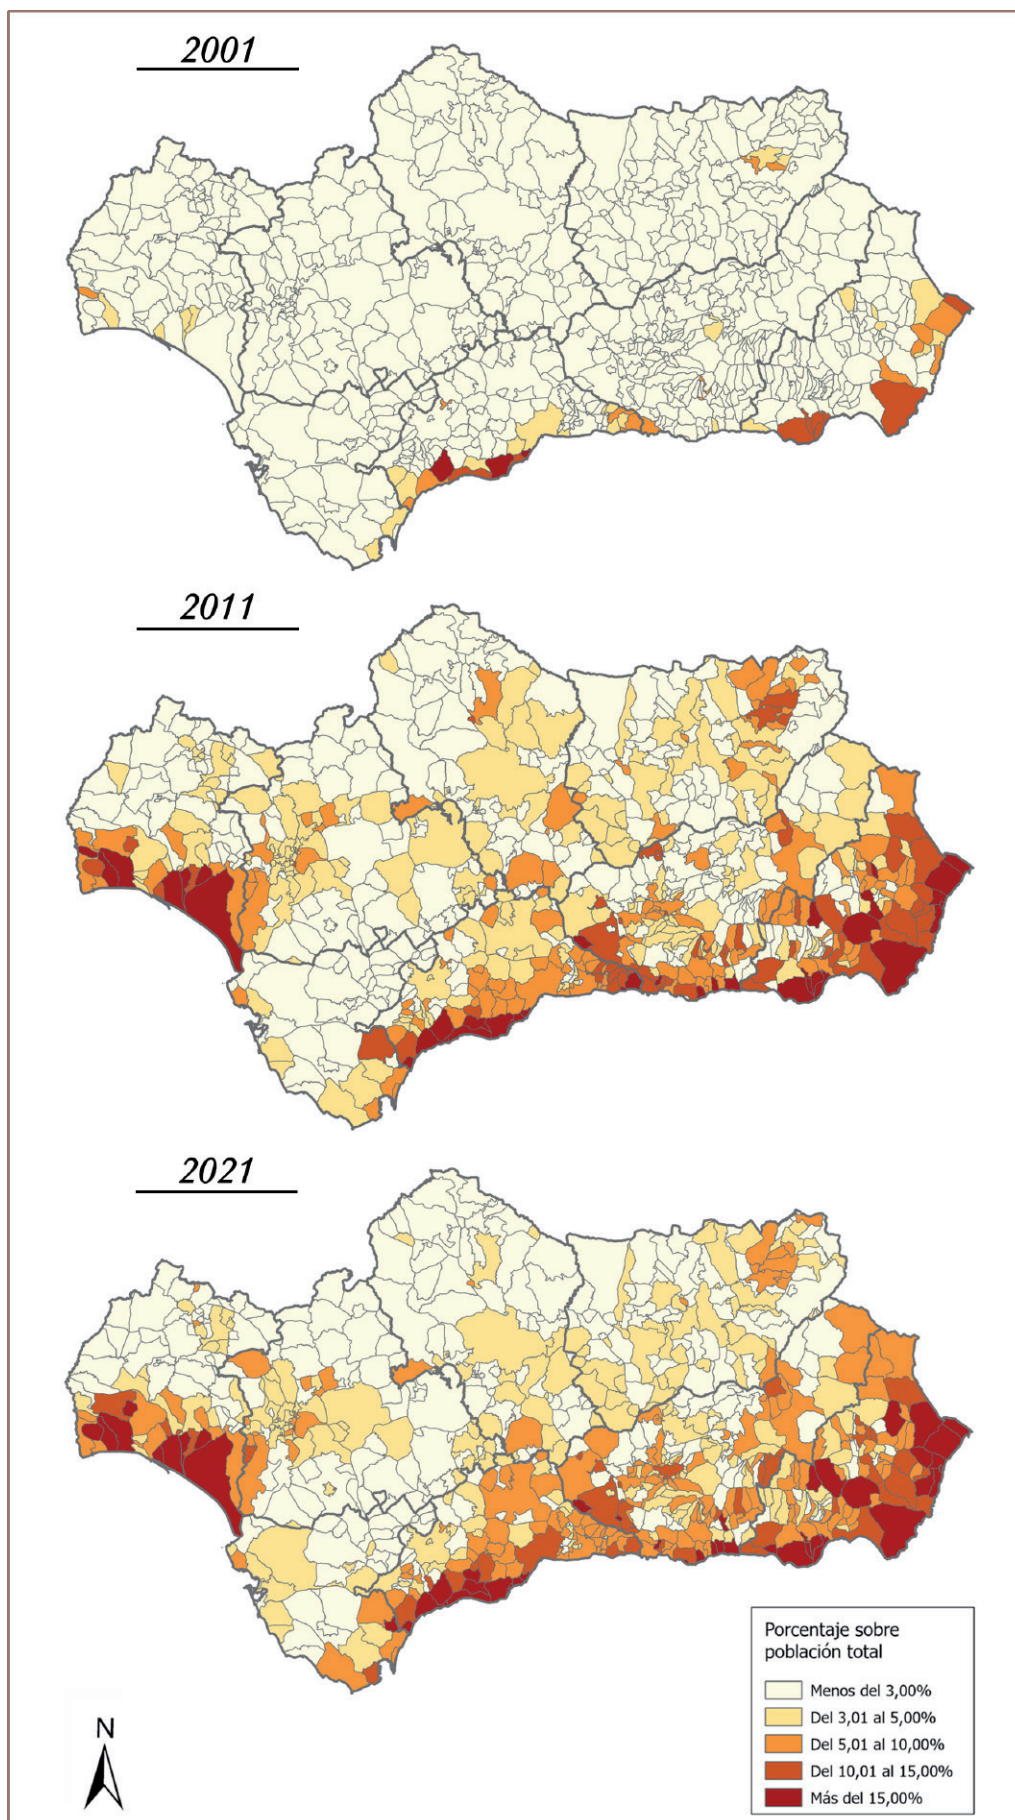 2001
2011
2021
Porcentaje sobre
población total
Menos del 3,00%
Del 3,01 al 5,00%
Del 5,01 al 10,00%
Del 10,01 al 15,00%
Más del 15,00%
N